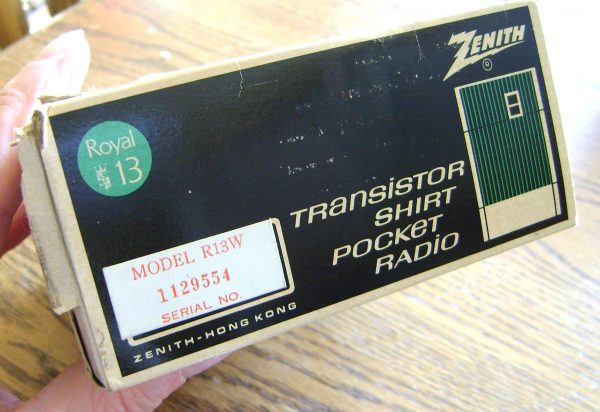 ZENITH
®
Royal
13
TRANSISTOR
SHIRT
POCKET
RADIO
MODEL R13W
1129554
SERIAL NO.
ZENITH-HONG KONG